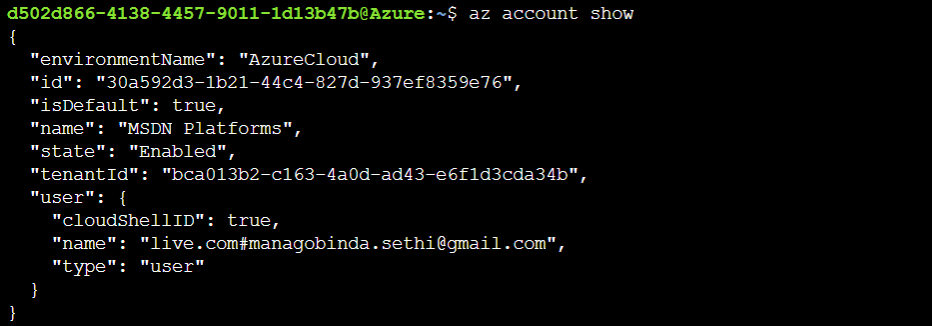 d502d866-4138-4457-9011-1d13b47b@Azure:~$ az account show
{
  "environmentName": "AzureCloud",
  "id": "30a592d3-1b21-44c4-827d-937ef8359e76",
  "isDefault": true,
  "name": "MSDN Platforms",
  "state": "Enabled",
  "tenantId": "bca013b2-c163-4a0d-ad43-e6f1d3cda34b",
  "user": {
    "cloudShellID": true,
    "name": "live.com#managobinda.sethi@gmail.com",
    "type": "user"
  }
}